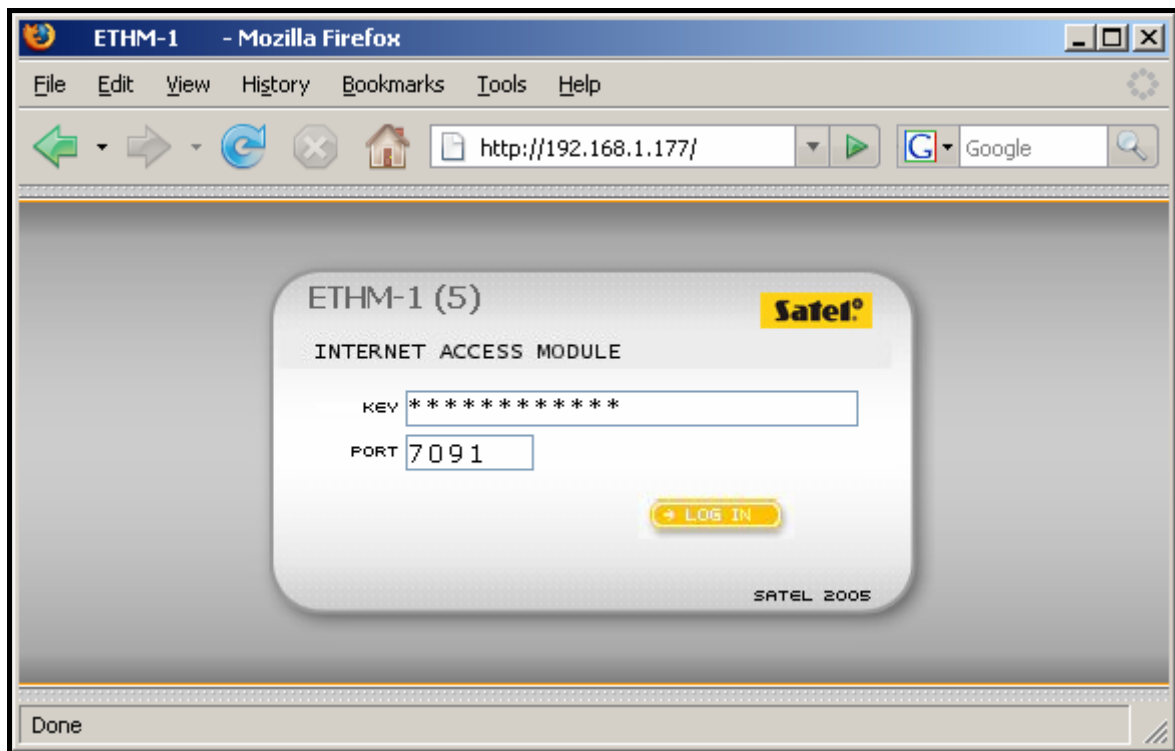 ETHM-1 - Mozilla Firefox
File Edit View History Bookmarks Tools Help
http://192.168.1.177/ G Google
ETHM-1 (5)
Satel®
INTERNET ACCESS MODULE
KEY ************
PORT 7091
LOG IN
SATEL 2005
Done